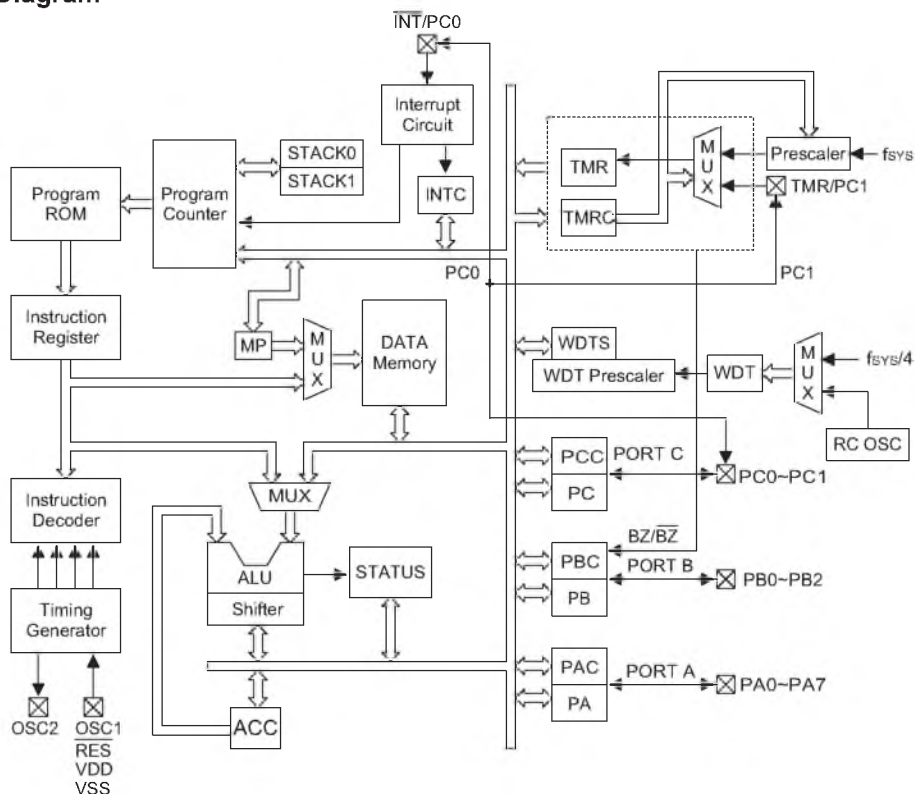 Diagram
INT/PC0
Interrupt
Circuit
INTC
STACK0
STACK1
Program
ROM
Program
Counter
TMR
TMRC
M
U
X
Prescaler
fSYS
TMR/PC1
PC0
PC1
Instruction
Register
MP
M
U
X
DATA
Memory
WDTS
WDT Prescaler
WDT
M
U
X
fSYS/4
RC OSC
PCC
PC
PORT C
PC0~PC1
Instruction
Decoder
MUX
ALU
Shifter
STATUS
BZ/BZ
PBC
PB
PORT B
PB0~PB2
Timing
Generator
PAC
PA
PORT A
PA0~PA7
OSC2
OSC1
RES
VDD
VSS
ACC